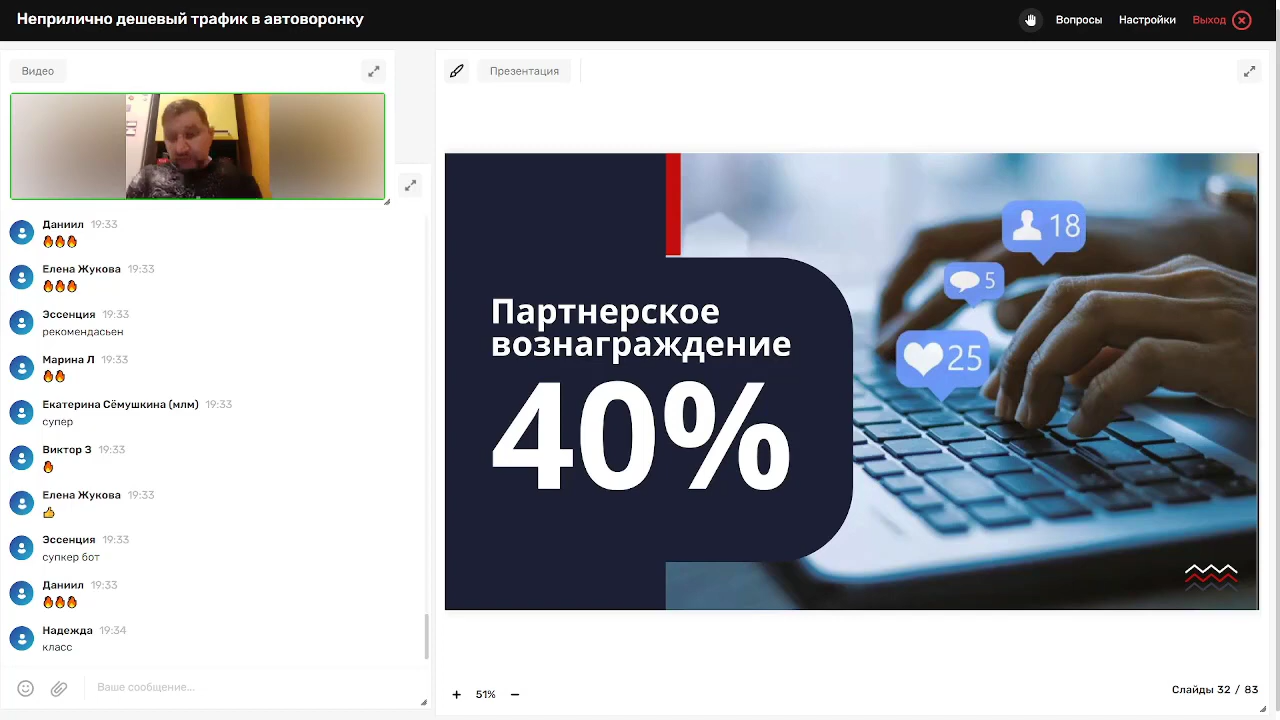 Неприлично дешевый трафик в автоворонку
Вопросы
Настройки
Выход
Видео
Презентация
Даниил 19:33
Елена Жукова 19:33
Эссенция 19:33
рекомендасьен
Марина Л 19:33
Екатерина Сёмушкина (млм) 19:33
супер
Виктор З 19:33
Елена Жукова 19:33
Эссенция 19:33
супкер бот
Даниил 19:33
Надежда 19:34
класс
Ваше сообщение...
Партнерское
вознаграждение
40%
18
5
25
+ 51% −
Слайды 32 / 83